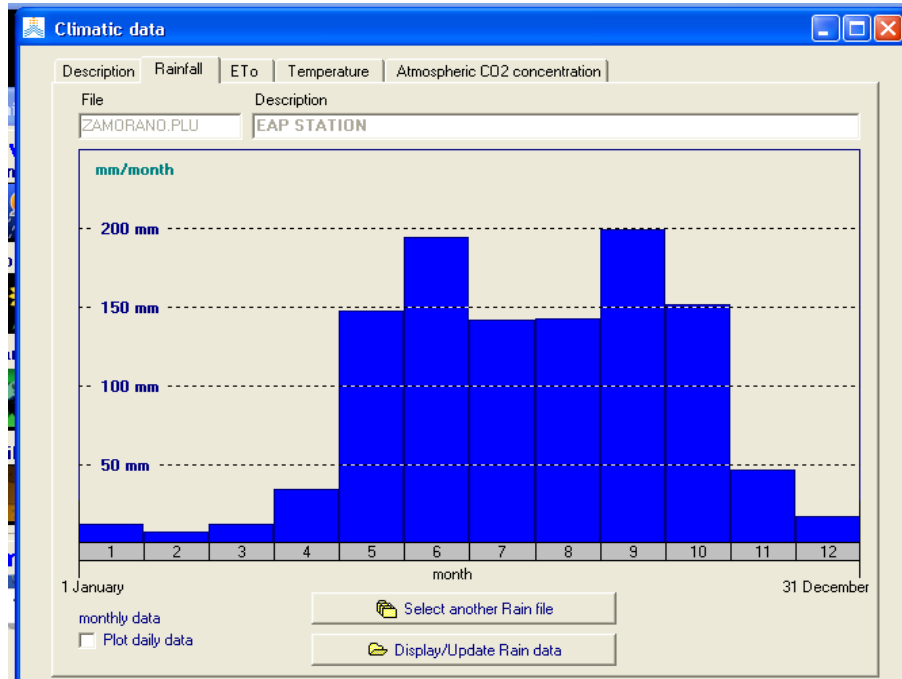 Climatic data
Description Rainfall ETo Temperature Atmospheric CO2 concentration
File Description
ZAMORANO.PLU EAP STATION
mm/month
200 mm
150 mm
100 mm
50 mm
1 2 3 4 5 6 7 8 9 10 11 12
month
1 January 31 December
Select another Rain file
monthly data
Plot daily data
Display/Update Rain data